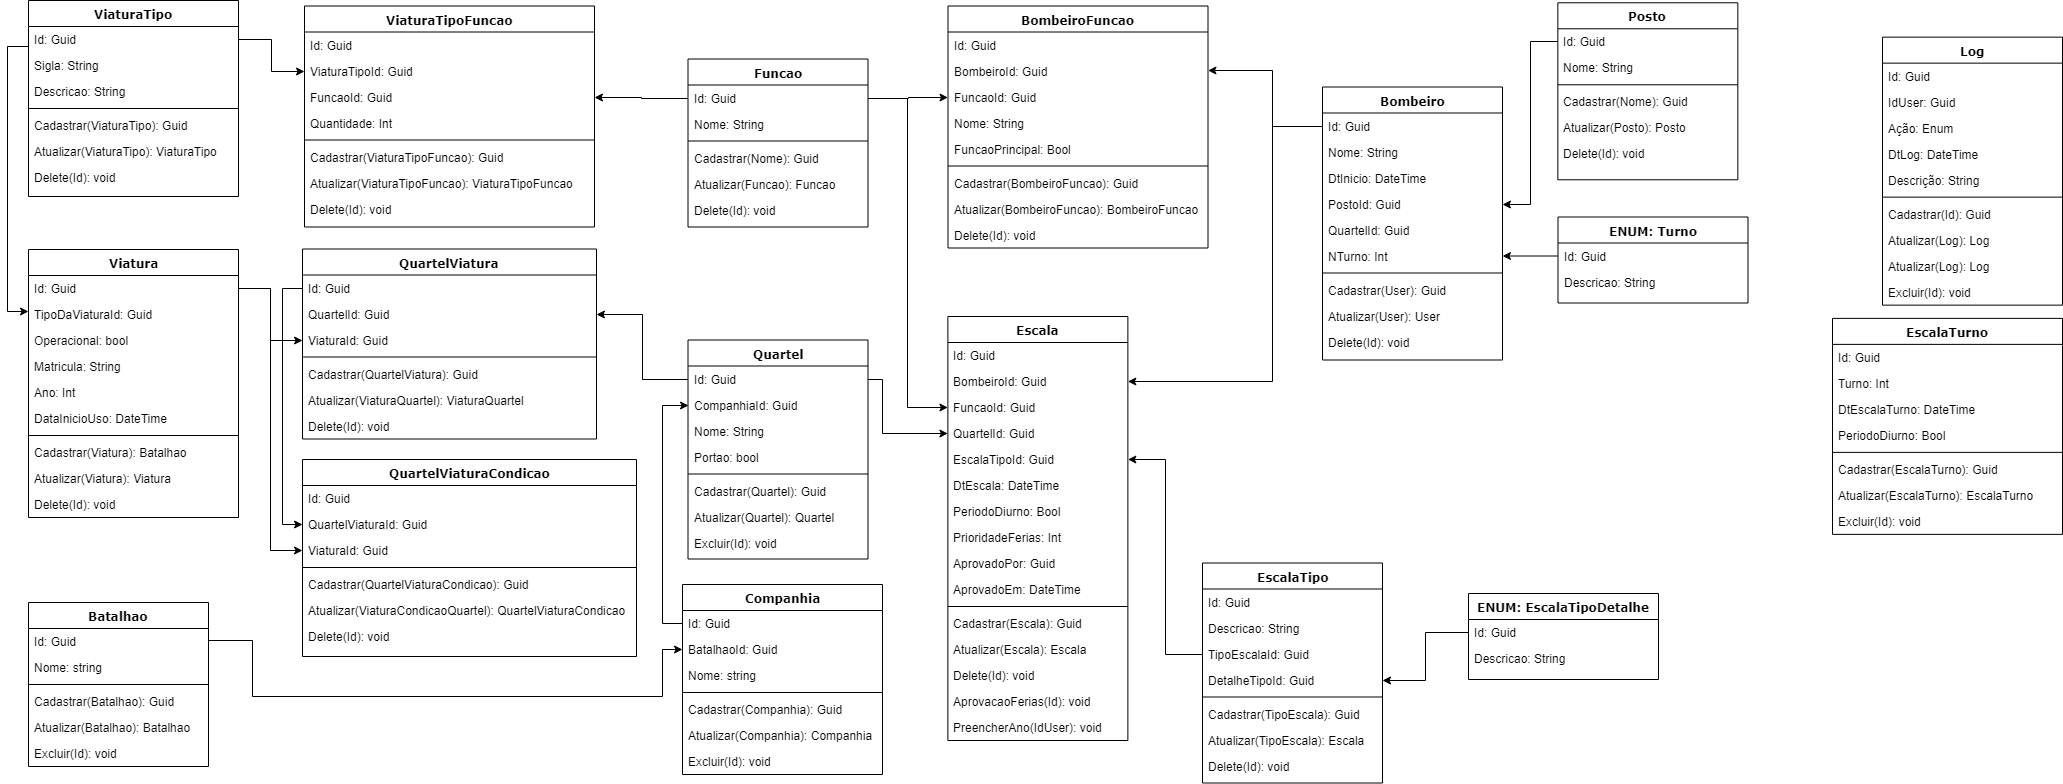 ViaturaTipo
Id: Guid
Sigla: String
Descricao: String
Cadastrar(ViaturaTipo): Guid
Atualizar(ViaturaTipo): ViaturaTipo
Delete(Id): void
ViaturaTipoFuncao
Id: Guid
ViaturaTipoId: Guid
FuncaoId: Guid
Quantidade: Int
Cadastrar(ViaturaTipoFuncao): Guid
Atualizar(ViaturaTipoFuncao): ViaturaTipoFuncao
Delete(Id): void
Funcao
Id: Guid
Nome: String
Cadastrar(Nome): Guid
Atualizar(Funcao): Funcao
Delete(Id): void
BombeiroFuncao
Id: Guid
BombeiroId: Guid
FuncaoId: Guid
Nome: String
FuncaoPrincipal: Bool
Cadastrar(BombeiroFuncao): Guid
Atualizar(BombeiroFuncao): BombeiroFuncao
Delete(Id): void
Bombeiro
Id: Guid
Nome: String
DtInicio: DateTime
PostoId: Guid
QuartelId: Guid
NTurno: Int
Cadastrar(User): Guid
Atualizar(User): User
Delete(Id): void
Posto
Id: Guid
Nome: String
Cadastrar(Nome): Guid
Atualizar(Posto): Posto
Delete(Id): void
ENUM: Turno
Id: Guid
Descricao: String
Log
Id: Guid
IdUser: Guid
Ação: Enum
DtLog: DateTime
Descrição: String
Cadastrar(Id): Guid
Atualizar(Log): Log
Atualizar(Log): Log
Excluir(Id): void
Viatura
Id: Guid
TipoDaViaturaId: Guid
Operacional: bool
Matricula: String
Ano: Int
DataInicioUso: DateTime
Cadastrar(Viatura): Batalhao
Atualizar(Viatura): Viatura
Delete(Id): void
QuartelViatura
Id: Guid
QuartelId: Guid
ViaturaId: Guid
Cadastrar(QuartelViatura): Guid
Atualizar(ViaturaQuartel): ViaturaQuartel
Delete(Id): void
QuartelViaturaCondicao
Id: Guid
QuartelViaturaId: Guid
ViaturaId: Guid
Cadastrar(QuartelViaturaCondicao): Guid
Atualizar(ViaturaCondicaoQuartel): QuartelViaturaCondicao
Delete(Id): void
Quartel
Id: Guid
CompanhiaId: Guid
Nome: String
Portao: bool
Cadastrar(Quartel): Guid
Atualizar(Quartel): Quartel
Excluir(Id): void
Escala
Id: Guid
BombeiroId: Guid
FuncaoId: Guid
QuartelId: Guid
EscalaTipoId: Guid
DtEscala: DateTime
PeriodoDiurno: Bool
PrioridadeFerias: Int
AprovadoPor: Guid
AprovadoEm: DateTime
Cadastrar(Escala): Guid
Atualizar(Escala): Escala
Delete(Id): void
AprovacaoFerias(Id): void
PreencherAno(IdUser): void
EscalaTurno
Id: Guid
Turno: Int
DtEscalaTurno: DateTime
PeriodoDiurno: Bool
Cadastrar(EscalaTurno): Guid
Atualizar(EscalaTurno): EscalaTurno
Excluir(Id): void
Batalhao
Id: Guid
Nome: string
Cadastrar(Batalhao): Guid
Atualizar(Batalhao): Batalhao
Excluir(Id): void
Companhia
Id: Guid
BatalhaoId: Guid
Nome: string
Cadastrar(Companhia): Guid
Atualizar(Companhia): Companhia
Excluir(Id): void
EscalaTipo
Id: Guid
Descricao: String
TipoEscalaId: Guid
DetalheTipoId: Guid
Cadastrar(TipoEscala): Guid
Atualizar(TipoEscala): Escala
Delete(Id): void
ENUM: EscalaTipoDetalhe
Id: Guid
Descricao: String